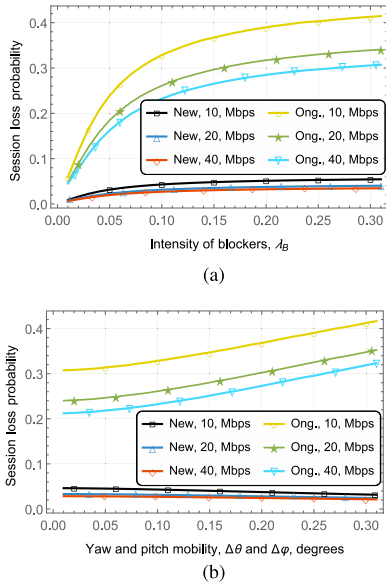 0.4
0.3
0.2
0.1
0.0
Session loss probability
New, 10, Mbps
Ong., 10, Mbps
New, 20, Mbps
Ong., 20, Mbps
New, 40, Mbps
Ong., 40, Mbps
0.00 0.05 0.10 0.15 0.20 0.25 0.30
Intensity of blockers, λB
(a)
0.4
0.3
0.2
0.1
0.0
Session loss probability
New, 10, Mbps
Ong., 10, Mbps
New, 20, Mbps
Ong., 20, Mbps
New, 40, Mbps
Ong., 40, Mbps
0.00 0.05 0.10 0.15 0.20 0.25 0.30
Yaw and pitch mobility, Δθ and Δφ, degrees
(b)